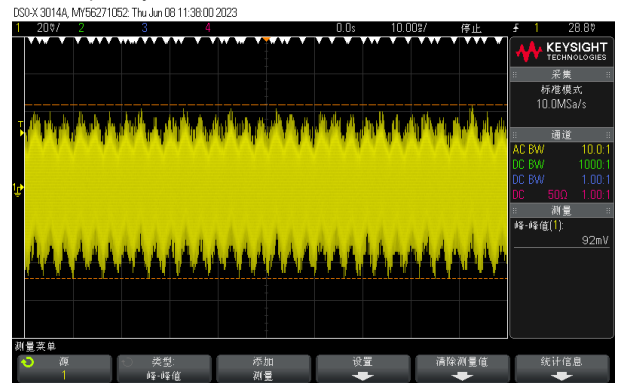 DSO-X 3014A, MY56271052: Thu Jun 08 11:38:00 2023
1 20▿/ 2 3 4 0.0s 10.00▿/ 停止 1 28.8▿
KEYSIGHT
TECHNOLOGIES
采集
标准模式
10.0MSa/s
通道
AC BW 10.0:1
DC BW 1000:1
DC BW 1.00:1
DC 50Ω 1.00:1
测量
峰-峰值(1):
92mV
T
1
测量菜单
源
1
类型:
峰-峰值
添加
测量
设置
清除测量值
统计信息